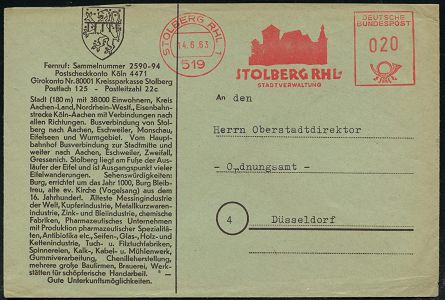 Fernruf: Sammelnummer 2590-94
Postscheckkonto Köln 4471
Girokonto Nr.80001 Kreissparkasse Stolberg
Postfach 125 - Postleitzahl 22c
Stadt (180 m) mit 38000 Einwohnern, Kreis
Aachen-Land, Nordrhein-Westf., Eisenbahn-
strecke Köln-Aachen mit Verbindungen nach
allen Richtungen. Busverbindung von Stol-
berg nach Aachen, Eschweiler, Monschau,
Eifelseen und Wurmgebiet. Vom Haupt-
bahnhof Busverbindung zur Stadtmitte und
weiter nach Aachen, Eschweiler, Zweifall,
Gressenich. Stolberg liegt am Fuße der Aus-
läufer der Eifel und ist Ausgangspunkt vieler
Eifelwanderungen. Sehenswürdigkeiten:
Burg, errichtet um das Jahr 1000, Burg Bleib-
treu, alte ev. Kirche (Vogelsang) aus dem
16. Jahrhundert. Älteste Messingindustrie
der Welt, Kupferindustrie, Metallkurzwaren-
industrie, Zink- und Bleiindustrie, chemische
Fabriken, Pharmazeutisches Unternehmen
mit Produktion pharmazeutischer Spezialitä-
ten, Antibiotika etc., Seifen-, Glas-, Holz- und
Kettenindustrie, Tuch- u. Filztuchfabriken,
Spinnereien, Kalk-, Kabel- u. Mühlenwerk,
Gummiverarbeitung, Chenilleherstellung,
mehrere große Baufirmen, Brauerei, Werk-
stätten für schöpferische Handarbeit.
Gute Unterkunftsmöglichkeiten.
STOLBERG RHL 1
14.6.63
519
STOLBERG RHL
STADTVERWALTUNG
DEUTSCHE
BUNDESPOST
020
An den
Herrn Oberstadtdirektor
- Ordnungsamt -
4
Düsseldorf